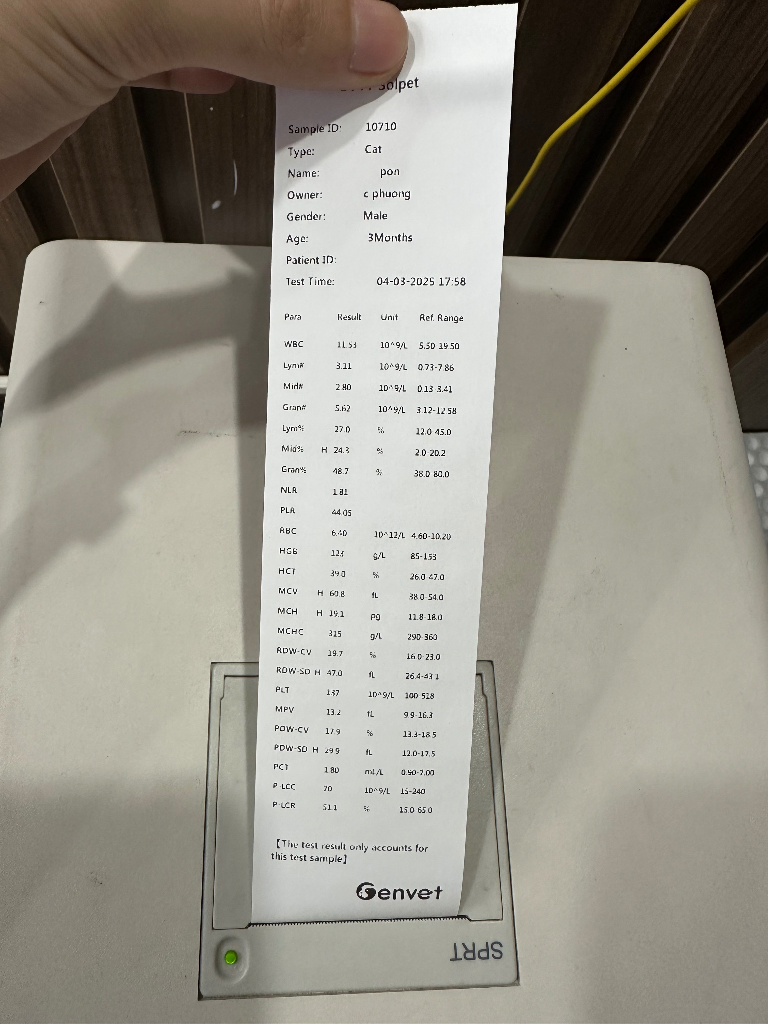 olpet
Sample ID: 10710
Type: Cat
Name: pon
Owner: c phuong
Gender: Male
Age: 3Months
Patient ID:
Test Time: 04-03-2025 17:58
Para Result Unit Ref. Range
WBC 11.53 10^9/L 5.50-19.50
Lym# 3.11 10^9/L 0.73-7.86
Mid# 2.80 10^9/L 0.13-3.41
Gran# 5.62 10^9/L 3.12-12.58
Lym% 27.0 % 12.0-45.0
Mid% H 24.3 % 2.0-20.2
Gran% 48.7 % 38.0-80.0
NLR 1.81
PLR 44.05
RBC 6.40 10^12/L 4.60-10.20
HGB 123 g/L 85-153
HCT 39.0 % 26.0-47.0
MCV H 60.8 fL 38.0-54.0
MCH H 19.1 pg 11.8-18.0
MCHC 315 g/L 290-360
RDW-CV 19.7 % 16.0-23.0
RDW-SD H 47.0 fL 26.4-43.1
PLT 137 10^9/L 100-518
MPV 13.2 fL 9.9-16.3
PDW-CV 17.9 % 13.3-18.5
PDW-SD H 29.9 fL 12.0-17.5
PCT 1.80 mL/L 0.90-7.00
P-LCC 70 10^9/L 15-240
P-LCR 51.1 % 15.0-65.0
【The test result only accounts for
this test sample】
Genvet
SPRT